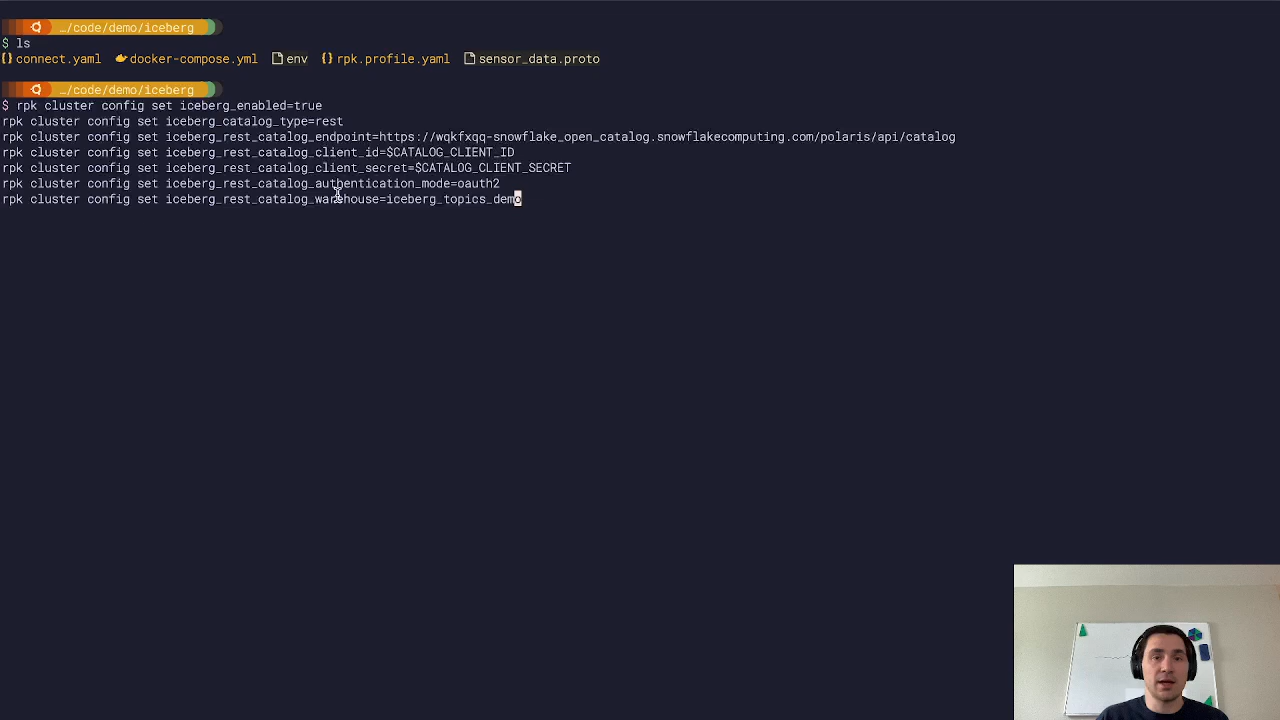 …/code/demo/iceberg
$ ls
connect.yaml docker-compose.yml env rpk.profile.yaml sensor_data.proto
…/code/demo/iceberg
$ rpk cluster config set iceberg_enabled=true
rpk cluster config set iceberg_catalog_type=rest
rpk cluster config set iceberg_rest_catalog_endpoint=https://wqkfxqq-snowflake_open_catalog.snowflakecomputing.com/polaris/api/catalog
rpk cluster config set iceberg_rest_catalog_client_id=$CATALOG_CLIENT_ID
rpk cluster config set iceberg_rest_catalog_client_secret=$CATALOG_CLIENT_SECRET
rpk cluster config set iceberg_rest_catalog_authentication_mode=oauth2
rpk cluster config set iceberg_rest_catalog_warehouse=iceberg_topics_demo